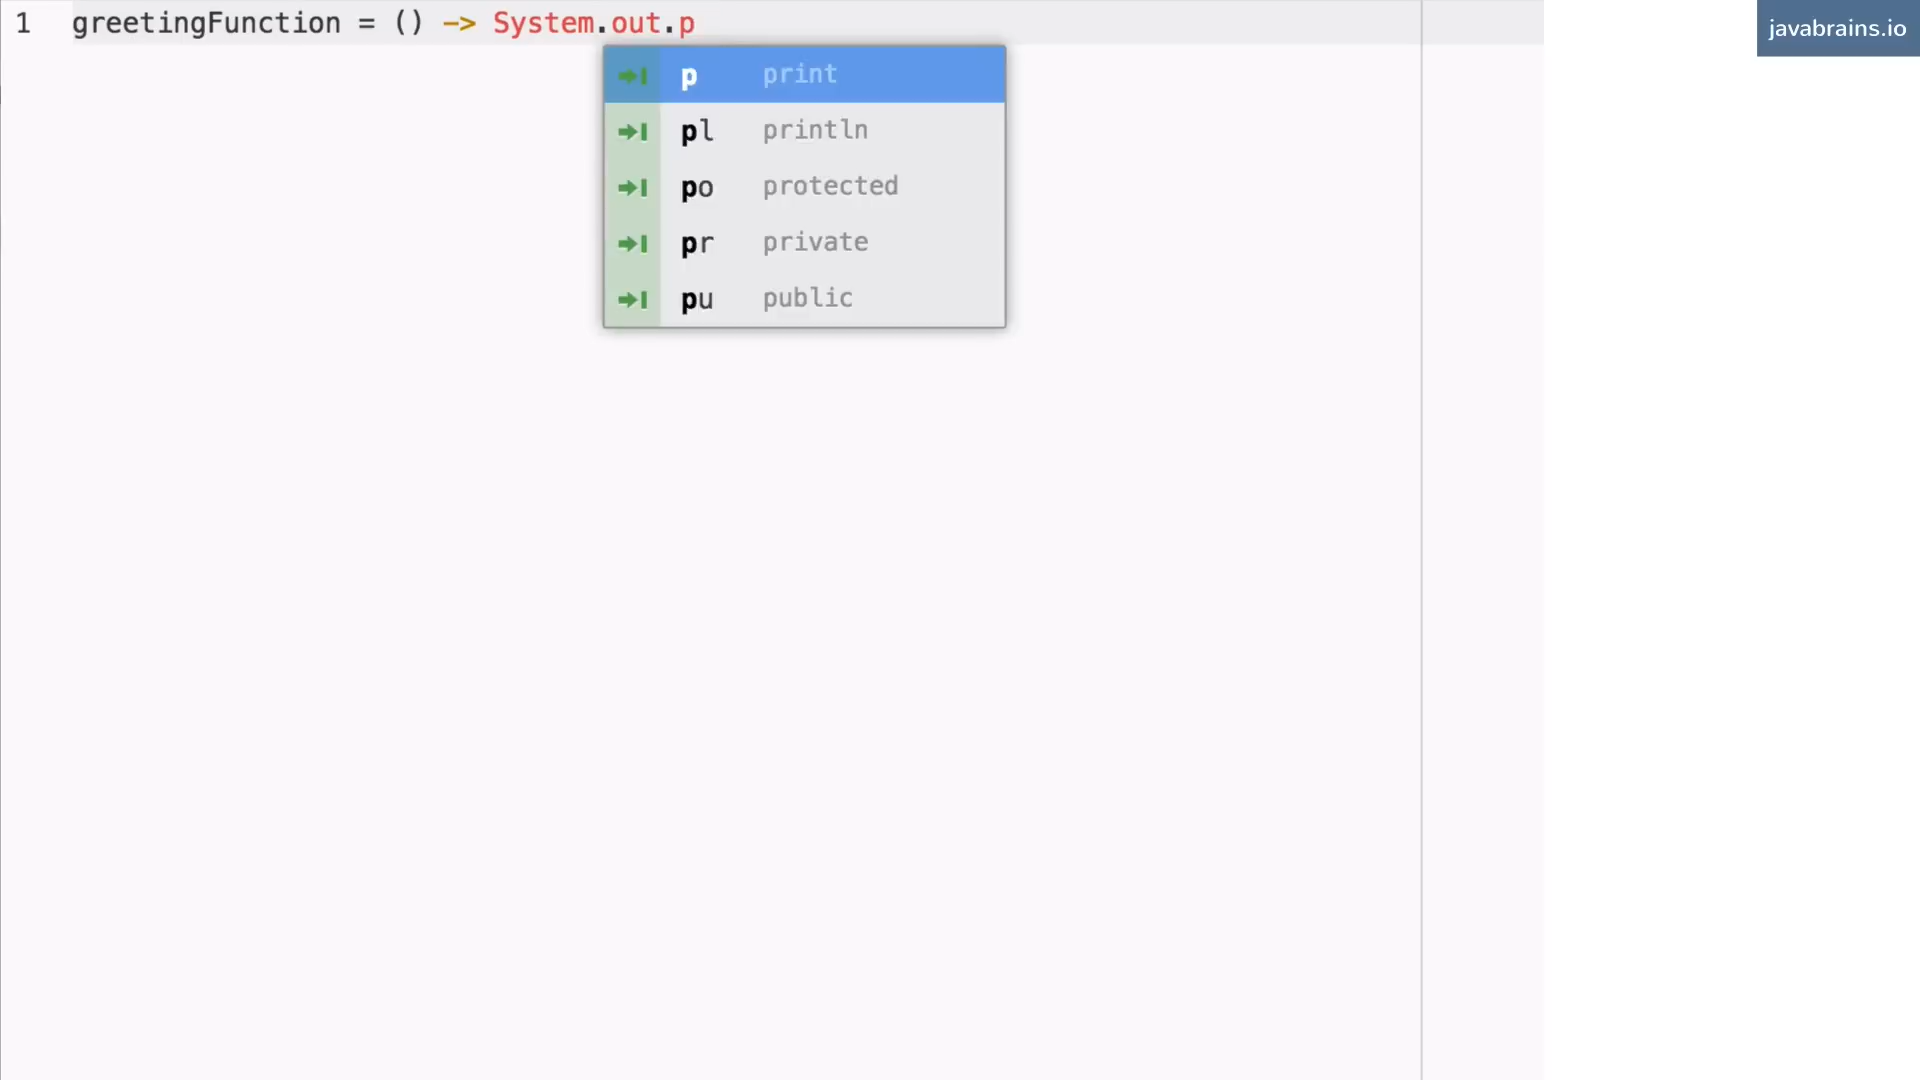 1 greetingFunction = () -> System.out.p
javabrains.io
p print
pl println
po protected
pr private
pu public